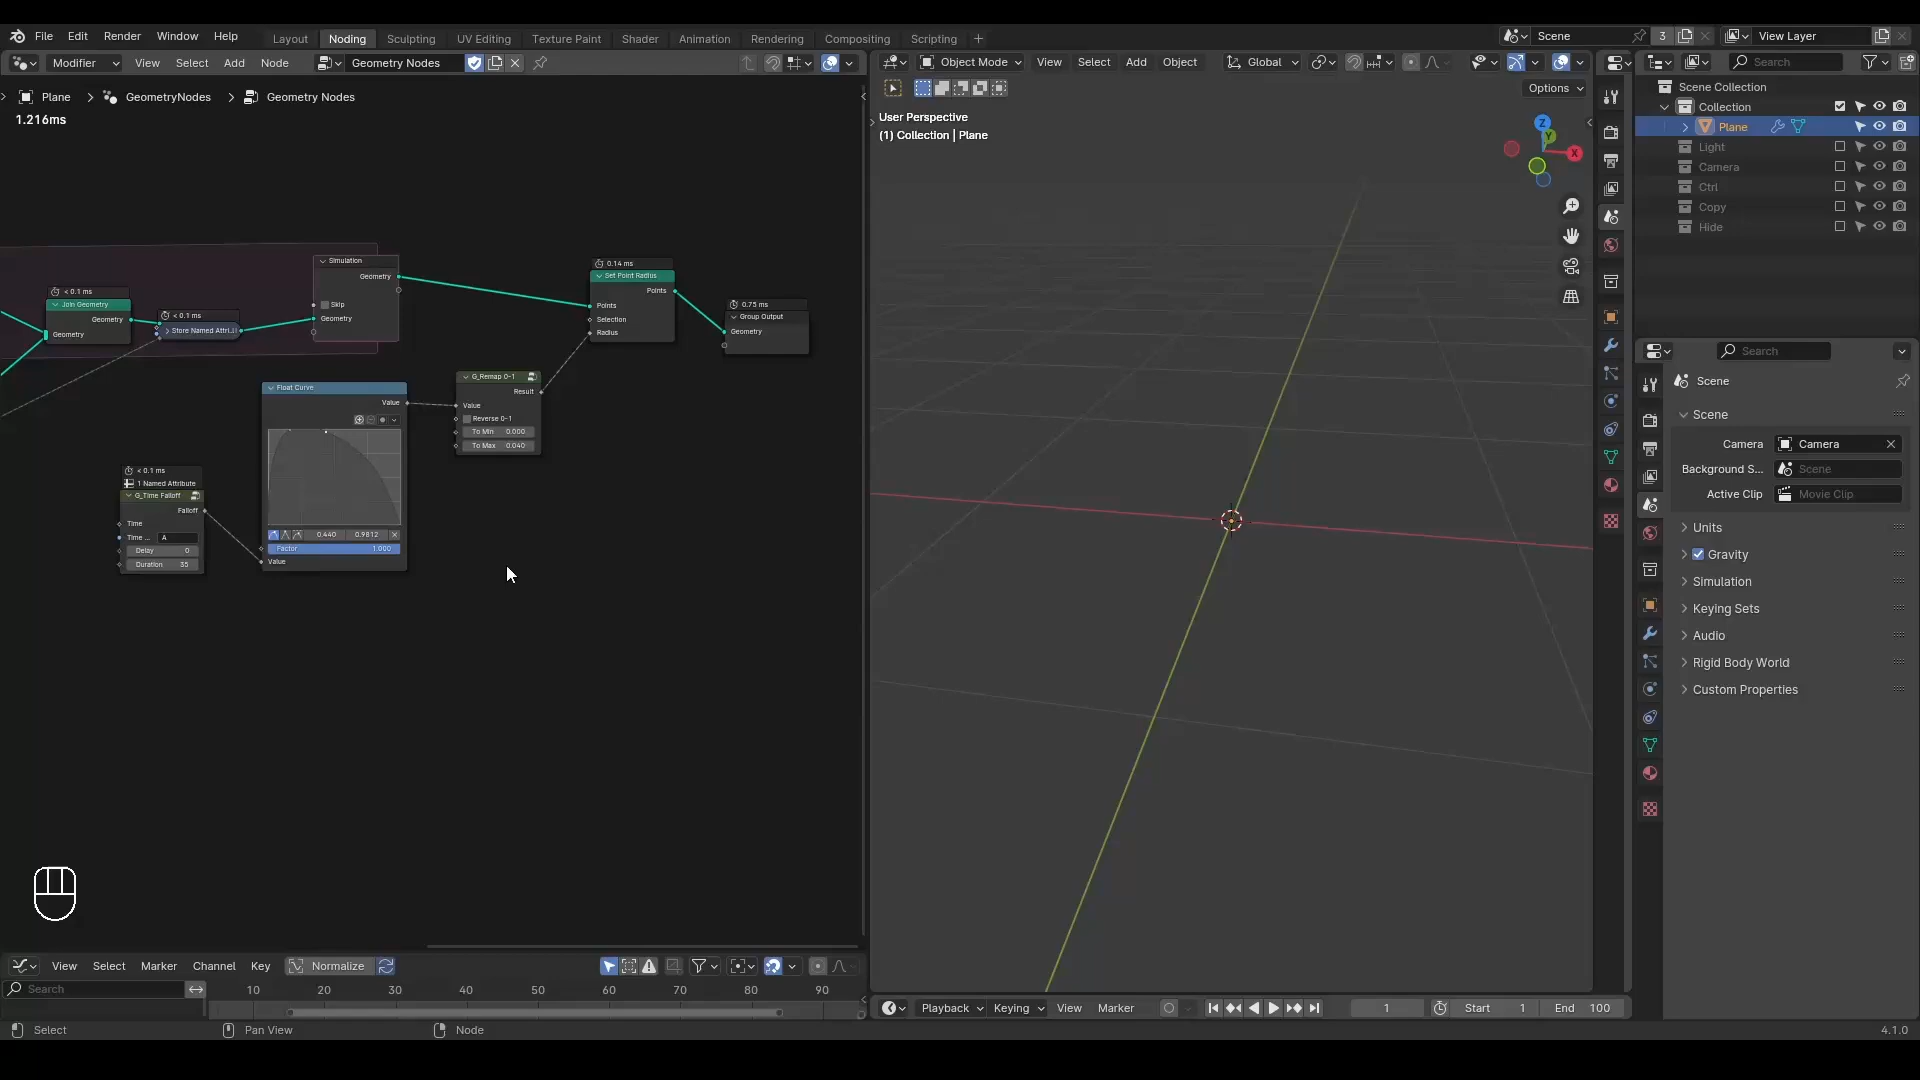 File Edit Render Window Help
Layout Noding Sculpting UV Editing Texture Paint Shader Animation Rendering Compositing Scripting
Scene 3 View Layer
Modifier View Select Add Node Geometry Nodes
Object Mode View Select Add Object Global
Search
Options
Plane GeometryNodes Geometry Nodes
1.216ms
User Perspective
(1) Collection | Plane
Z
Y
X
Scene Collection
Collection
Plane
Light
Camera
Ctrl
Copy
Hide
< 0.1 ms
Join Geometry
Geometry
Geometry
< 0.1 ms
Store Named Attri...
Simulation
Geometry
Skip
Geometry
0.14 ms
Set Point Radius
Points
Points
Selection
Radius
0.75 ms
Group Output
Geometry
G_Remap 0-1
Result
Value
Reverse 0-1
To Min 0.000
To Max 0.040
Float Curve
Value
0.440 0.9812
Factor 1.000
Value
< 0.1 ms
1 Named Attribute
G_Time Falloff
Falloff
Time
Time ... A
Delay 0
Duration 35
Search
Scene
Scene
Camera Camera
Background S... Scene
Active Clip Movie Clip
Units
Gravity
Simulation
Keying Sets
Audio
Rigid Body World
Custom Properties
View Select Marker Channel Key Normalize
Search
10 20 30 40 50 60 70 80 90
Playback Keying View Marker 1 Start 1 End 100
Select Pan View Node 4.1.0